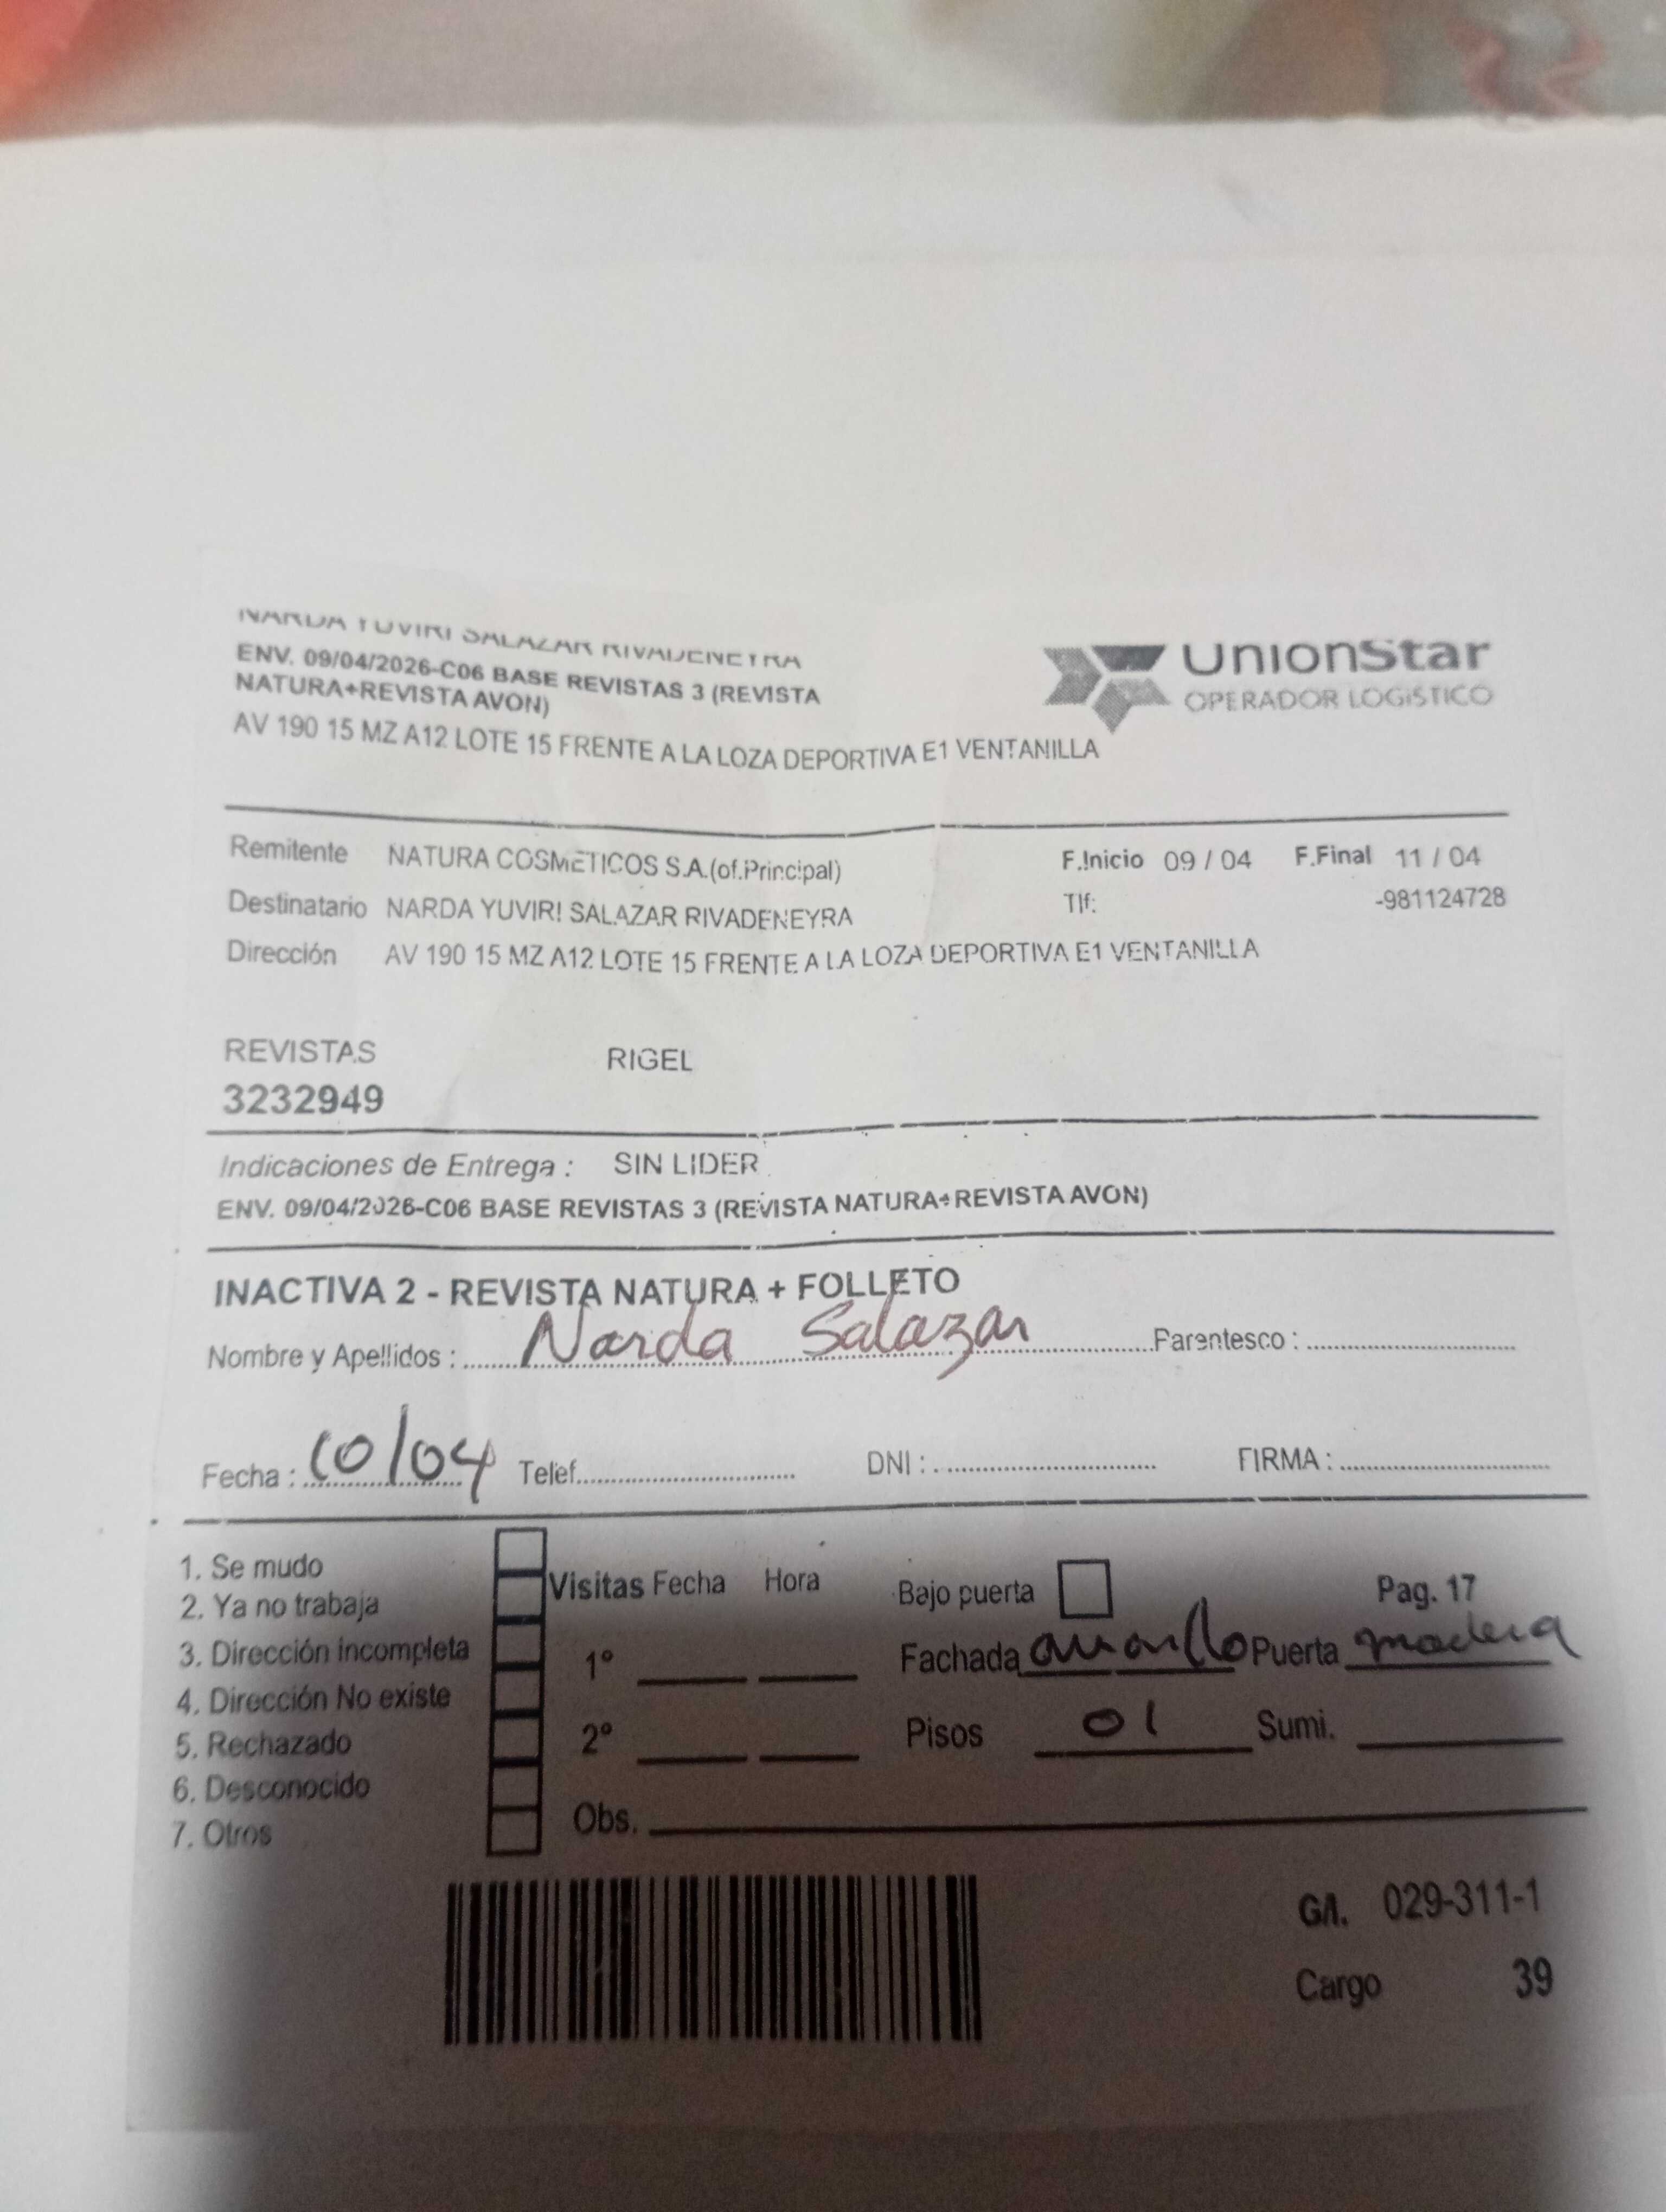 NARDA YUVIRI SALAZAR RIVADENEYRA
ENV. 09/04/2026-C06 BASE REVISTAS 3 (REVISTA
NATURA+REVISTA AVON)
AV 190 15 MZ A12 LOTE 15 FRENTE A LA LOZA DEPORTIVA E1 VENTANILLA
UnionStar
OPERADOR LOGíSTICO
Remitente NATURA COSMETICOS S.A.(of.Principal) F.Inicio 09 / 04 F.Final 11 / 04
Destinatario NARDA YUVIRI SALAZAR RIVADENEYRA Tlf: -981124728
Dirección AV 190 15 MZ A12 LOTE 15 FRENTE A LA LOZA DEPORTIVA E1 VENTANILLA
REVISTAS RIGEL
3232949
Indicaciones de Entrega : SIN LIDER
ENV. 09/04/2026-C06 BASE REVISTAS 3 (REVISTA NATURA+REVISTA AVON)
INACTIVA 2 - REVISTA NATURA + FOLLETO
Nombre y Apellidos : Narda Salazar Parentesco :
Fecha : 10/04 Telef. DNI : FIRMA :
1. Se mudo
2. Ya no trabaja
3. Dirección incompleta
4. Dirección No existe
5. Rechazado
6. Desconocido
7. Otros
Visitas Fecha Hora Bajo puerta Pag. 17
1° Fachada amarillo Puerta madera
2° Pisos 01 Sumi.
Obs.
G/I. 029-311-1
Cargo 39